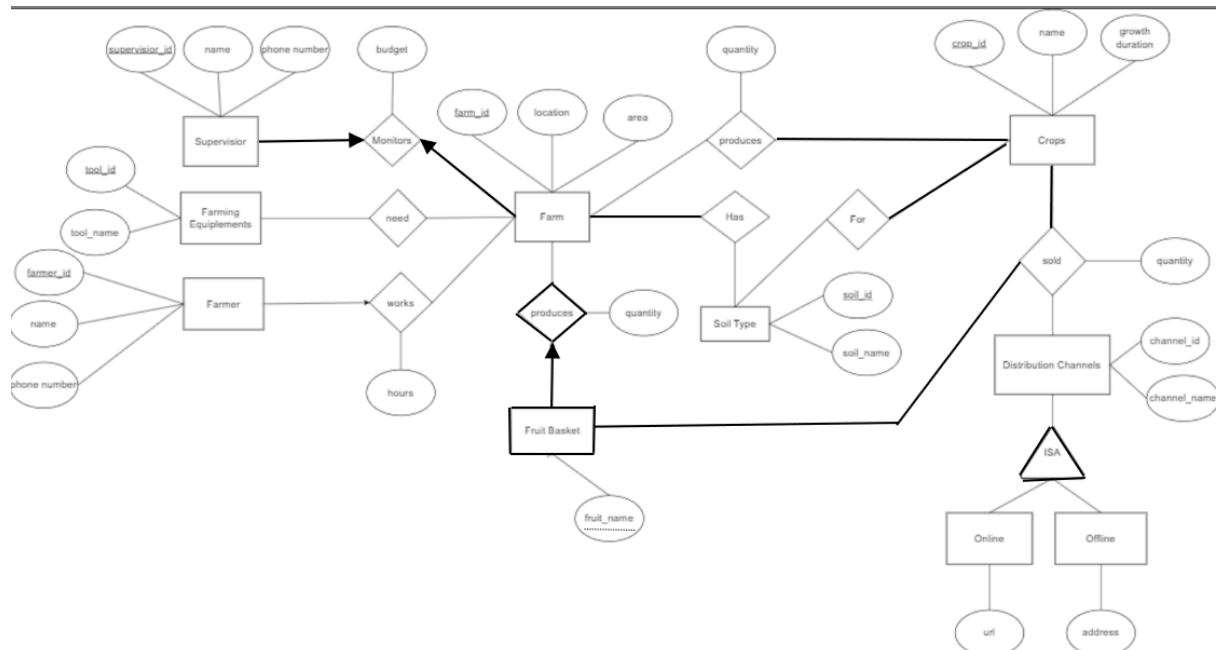 supervisior_id
name
phone number
budget
quantity
crop_id
name
growth
duration
farm_id
location
area
Supervisior
Monitors
produces
Crops
tool_id
tool_name
Farming
Equiplements
need
Farm
Has
For
farmer_id
name
phone number
Farmer
works
hours
produces
quantity
Soil Type
soil_id
soil_name
sold
quantity
Distribution Channels
channel_id
channel_name
Fruit Basket
fruit_name
ISA
Online
Offline
url
address